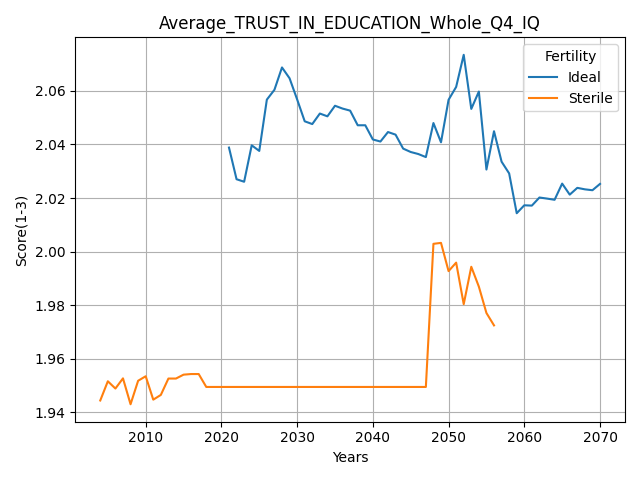 Average_TRUST_IN_EDUCATION_Whole_Q4_IQ
Fertility
Ideal
Sterile
Score(1-3)
2.06
2.04
2.02
2.00
1.98
1.96
1.94
2010 2020 2030 2040 2050 2060 2070
Years